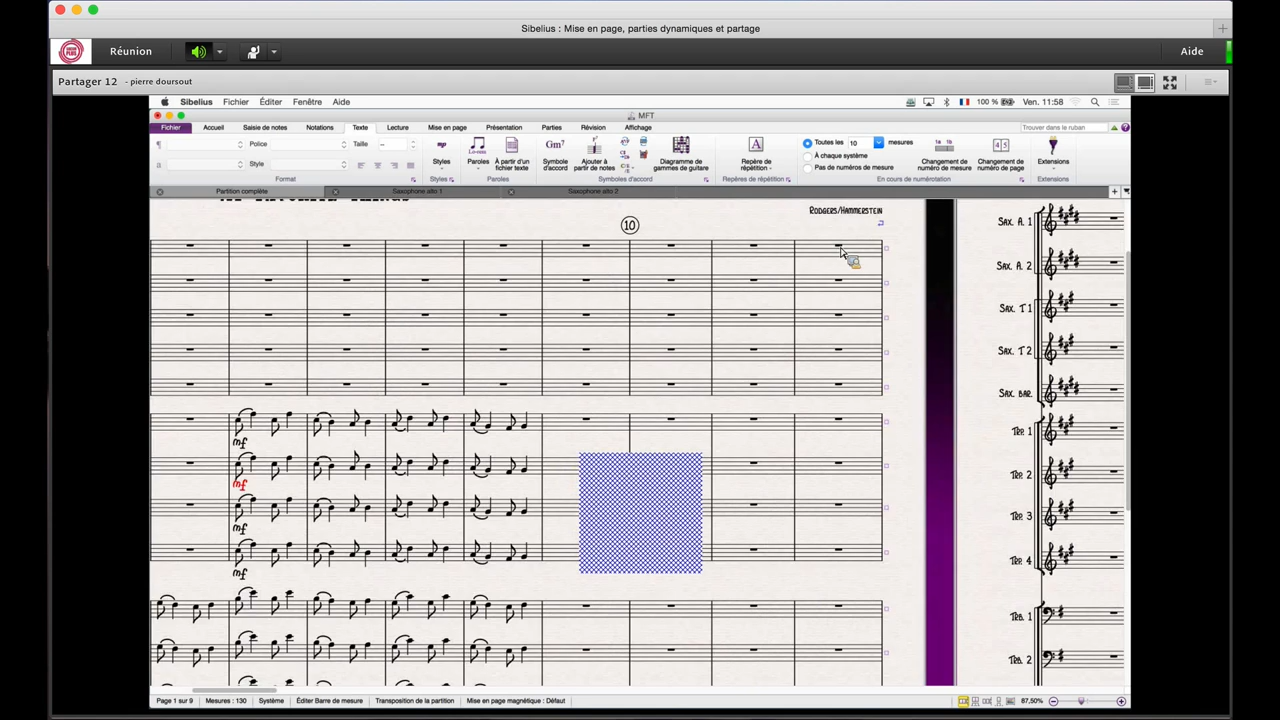 Sibelius : Mise en page, parties dynamiques et partage
Réunion
Aide
Partager 12 - pierre doursout
Sibelius Fichier Éditer Fenêtre Aide
100 % Ven. 11:58
MFT
Fichier Accueil Saisie de notes Notations Texte Lecture Mise en page Présentation Parties Révision Affichage
Trouver dans le ruban
Police
Taille
Style
Styles
Paroles
À partir d'un fichier texte
Gm7
Symbole d'accord
Ajouter à partir de notes
Diagramme de gammes de guitare
Repère de répétition
Toutes les 10 mesures
À chaque système
Pas de numéros de mesure
Changement de numéro de mesure
Changement de numéro de page
Extensions
Format
Styles
Paroles
Symboles d'accord
Repères de répétition
En cours de numérotation
Extensions
Partition complète
Saxophone alto 1
Saxophone alto 2
Rodgers/Hammerstein
10
mf
mf
mf
mf
Sax. A. 1
Sax. A. 2
Sax. T 1
Sax. T 2
Sax. bar.
Trp. 1
Trp. 2
Trp. 3
Trp. 4
Trb. 1
Trb. 2
Page 1 sur 9 Mesures : 130 Système Éditer Barre de mesure Transposition de la partition Mise en page magnétique : Défaut
87,50%